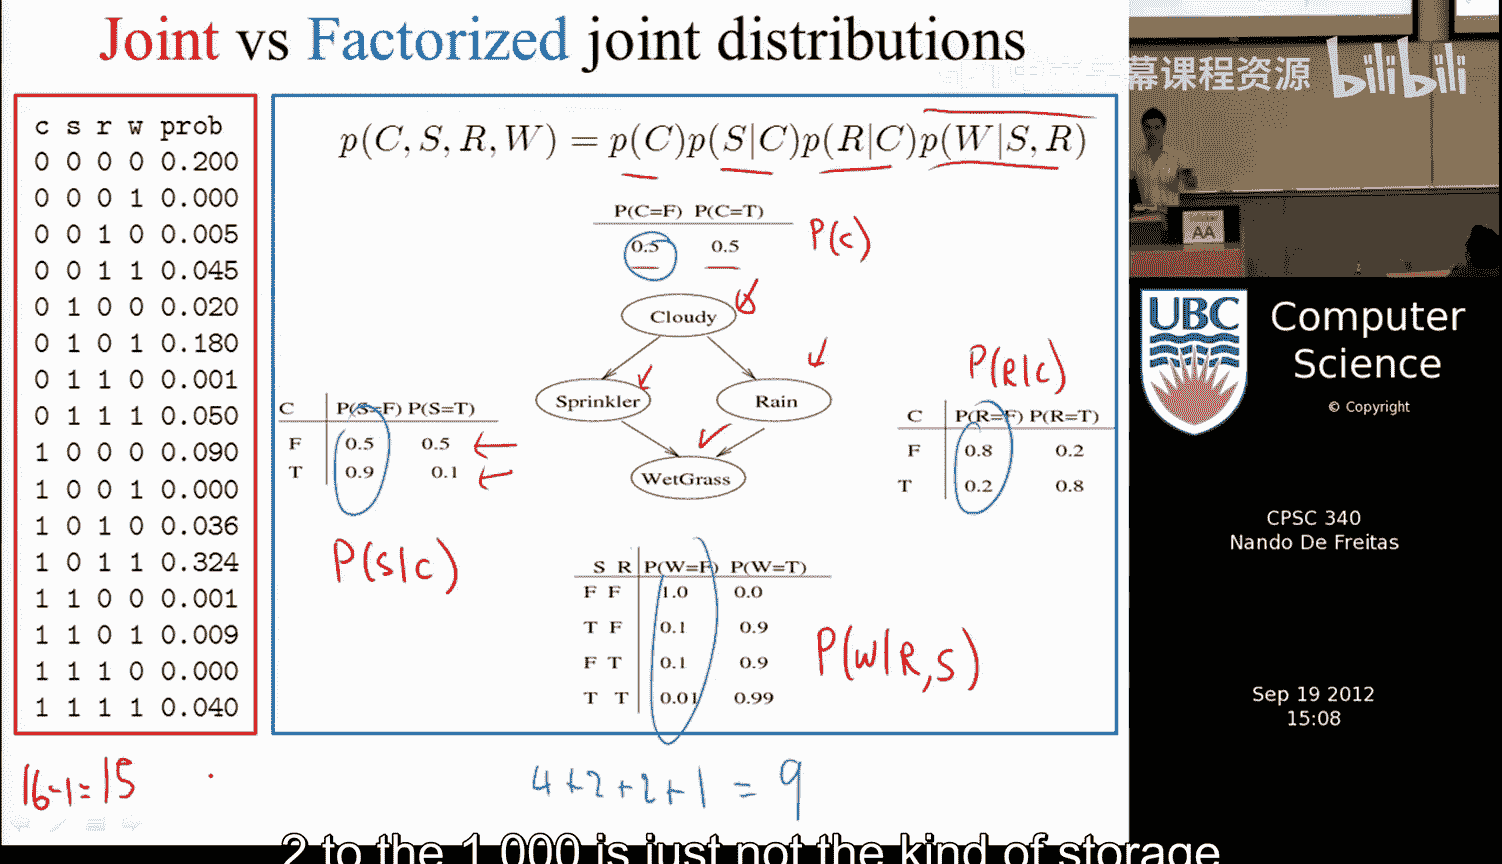 Joint vs Factorized joint distributions
c s r w prob
0 0 0 0 0.200
0 0 0 1 0.000
0 0 1 0 0.005
0 0 1 1 0.045
0 1 0 0 0.020
0 1 0 1 0.180
0 1 1 0 0.001
0 1 1 1 0.050
1 0 0 0 0.090
1 0 0 1 0.000
1 0 1 0 0.036
1 0 1 1 0.324
1 1 0 0 0.001
1 1 0 1 0.009
1 1 1 0 0.000
1 1 1 1 0.040
16-1=15
p(C, S, R, W) = p(C)p(S|C)p(R|C)p(W|S, R)
P(C=F) P(C=T)
0.5 0.5
P(C)
Cloudy
Sprinkler
Rain
WetGrass
C P(S=F) P(S=T)
F 0.5 0.5
T 0.9 0.1
P(S|C)
P(R|C)
C P(R=F) P(R=T)
F 0.8 0.2
T 0.2 0.8
S R P(W=F) P(W=T)
F F 1.0 0.0
T F 0.1 0.9
F T 0.1 0.9
T T 0.01 0.99
P(W|R,S)
4+2+2+1 = 9
2 to the 1,000 is just not the kind of storage
幕课程资源 bilibili
AA
UBC
Computer
Science
© Copyright
CPSC 340
Nando De Freitas
Sep 19 2012
15:08